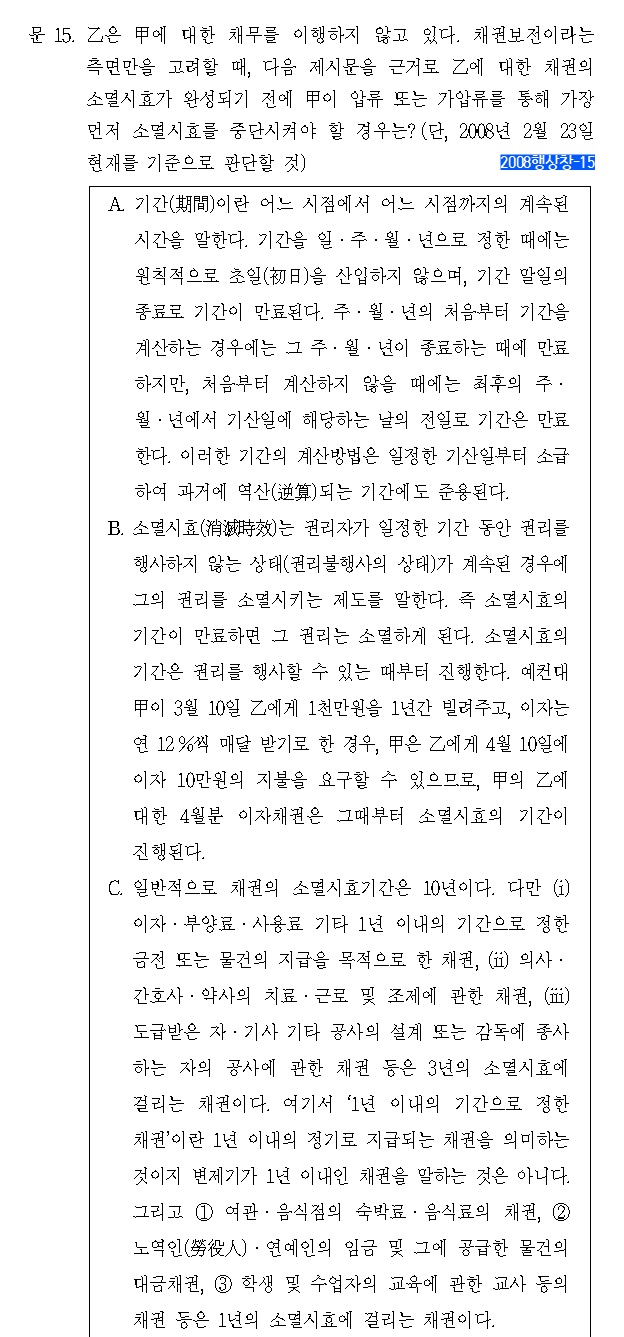 문 15. 乙은 甲에 대한 채무를 이행하지 않고 있다. 채권보전이라는
측면만을 고려할 때, 다음 제시문을 근거로 乙에 대한 채권의
소멸시효가 완성되기 전에 甲이 압류 또는 가압류를 통해 가장
먼저 소멸시효를 중단시켜야 할 경우는?(단, 2008년 2월 23일
현재를 기준으로 판단할 것)
2008행상창-15
A. 기간(期間)이란 어느 시점에서 어느 시점까지의 계속된
시간을 말한다. 기간을 일·주·월·년으로 정한 때에는
원칙적으로 초일(初日)을 산입하지 않으며, 기간 말일의
종료로 기간이 만료된다. 주·월·년의 처음부터 기간을
계산하는 경우에는 그 주·월·년이 종료하는 때에 만료
하지만, 처음부터 계산하지 않을 때에는 최후의 주·
월·년에서 기산일에 해당하는 날의 전일로 기간은 만료
한다. 이러한 기간의 계산방법은 일정한 기산일부터 소급
하여 과거에 역산(逆算)되는 기간에도 준용된다.
B. 소멸시효(消滅時效)는 권리자가 일정한 기간 동안 권리를
행사하지 않는 상태(권리불행사의 상태)가 계속된 경우에
그의 권리를 소멸시키는 제도를 말한다. 즉 소멸시효의
기간이 만료하면 그 권리는 소멸하게 된다. 소멸시효의
기간은 권리를 행사할 수 있는 때부터 진행한다. 예컨대
甲이 3월 10일 乙에게 1천만원을 1년간 빌려주고, 이자는
연 12%씩 매달 받기로 한 경우, 甲은 乙에게 4월 10일에
이자 10만원의 지불을 요구할 수 있으므로, 甲의 乙에
대한 4월분 이자채권은 그때부터 소멸시효의 기간이
진행된다.
C. 일반적으로 채권의 소멸시효기간은 10년이다. 다만 (i)
이자·부양료·사용료 기타 1년 이내의 기간으로 정한
금전 또는 물건의 지급을 목적으로 한 채권, (ii) 의사·
간호사·약사의 치료·근로 및 조제에 관한 채권, (iii)
도급받은 자·기사 기타 공사의 설계 또는 감독에 종사
하는 자의 공사에 관한 채권 등은 3년의 소멸시효에
걸리는 채권이다. 여기서 ‘1년 이내의 기간으로 정한
채권’이란 1년 이내의 정기로 지급되는 채권을 의미하는
것이지 변제기가 1년 이내인 채권을 말하는 것은 아니다.
그리고 ① 여관·음식점의 숙박료·음식료의 채권, ②
노역인(勞役人)·연예인의 임금 및 그에 공급한 물건의
대금채권, ③ 학생 및 수업자의 교육에 관한 교사 등의
채권 등은 1년의 소멸시효에 걸리는 채권이다.